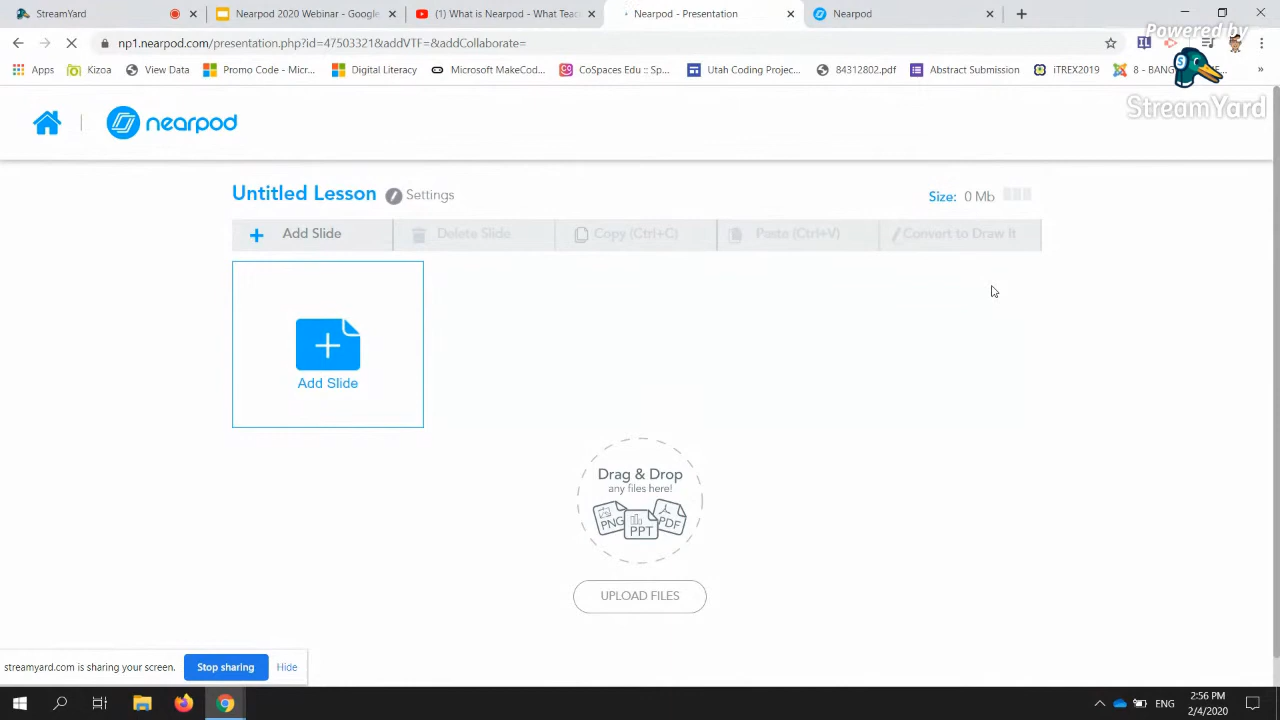 StreamYard
Nearpod 2020 Webinar - Google
(1) What is Nearpod - What Teac
Nearpod - Presentation
Nearpod
np1.nearpod.com/presentation.php?id=47503321&addVTF=&addCollaborate=
Powered by
Apps
Kizoa
View Data
Promo Code - Micr...
Digital Literacy
Microsoft MAKECod...
CoSpaces Edu :: Sp...
Utah Coding Projec...
84312802.pdf
Abstract Submission
iTREX2019
8 - BANG
»
StreamYard
nearpod
Untitled Lesson
Settings
Size: 0 Mb
Add Slide
Delete Slide
Copy (Ctrl+C)
Paste (Ctrl+V)
Convert to Draw It
Add Slide
Drag & Drop
any files here!
PNG
PPT
PDF
UPLOAD FILES
streamyard.com is sharing your screen.
Stop sharing
Hide
ENG
2:56 PM
2/4/2020